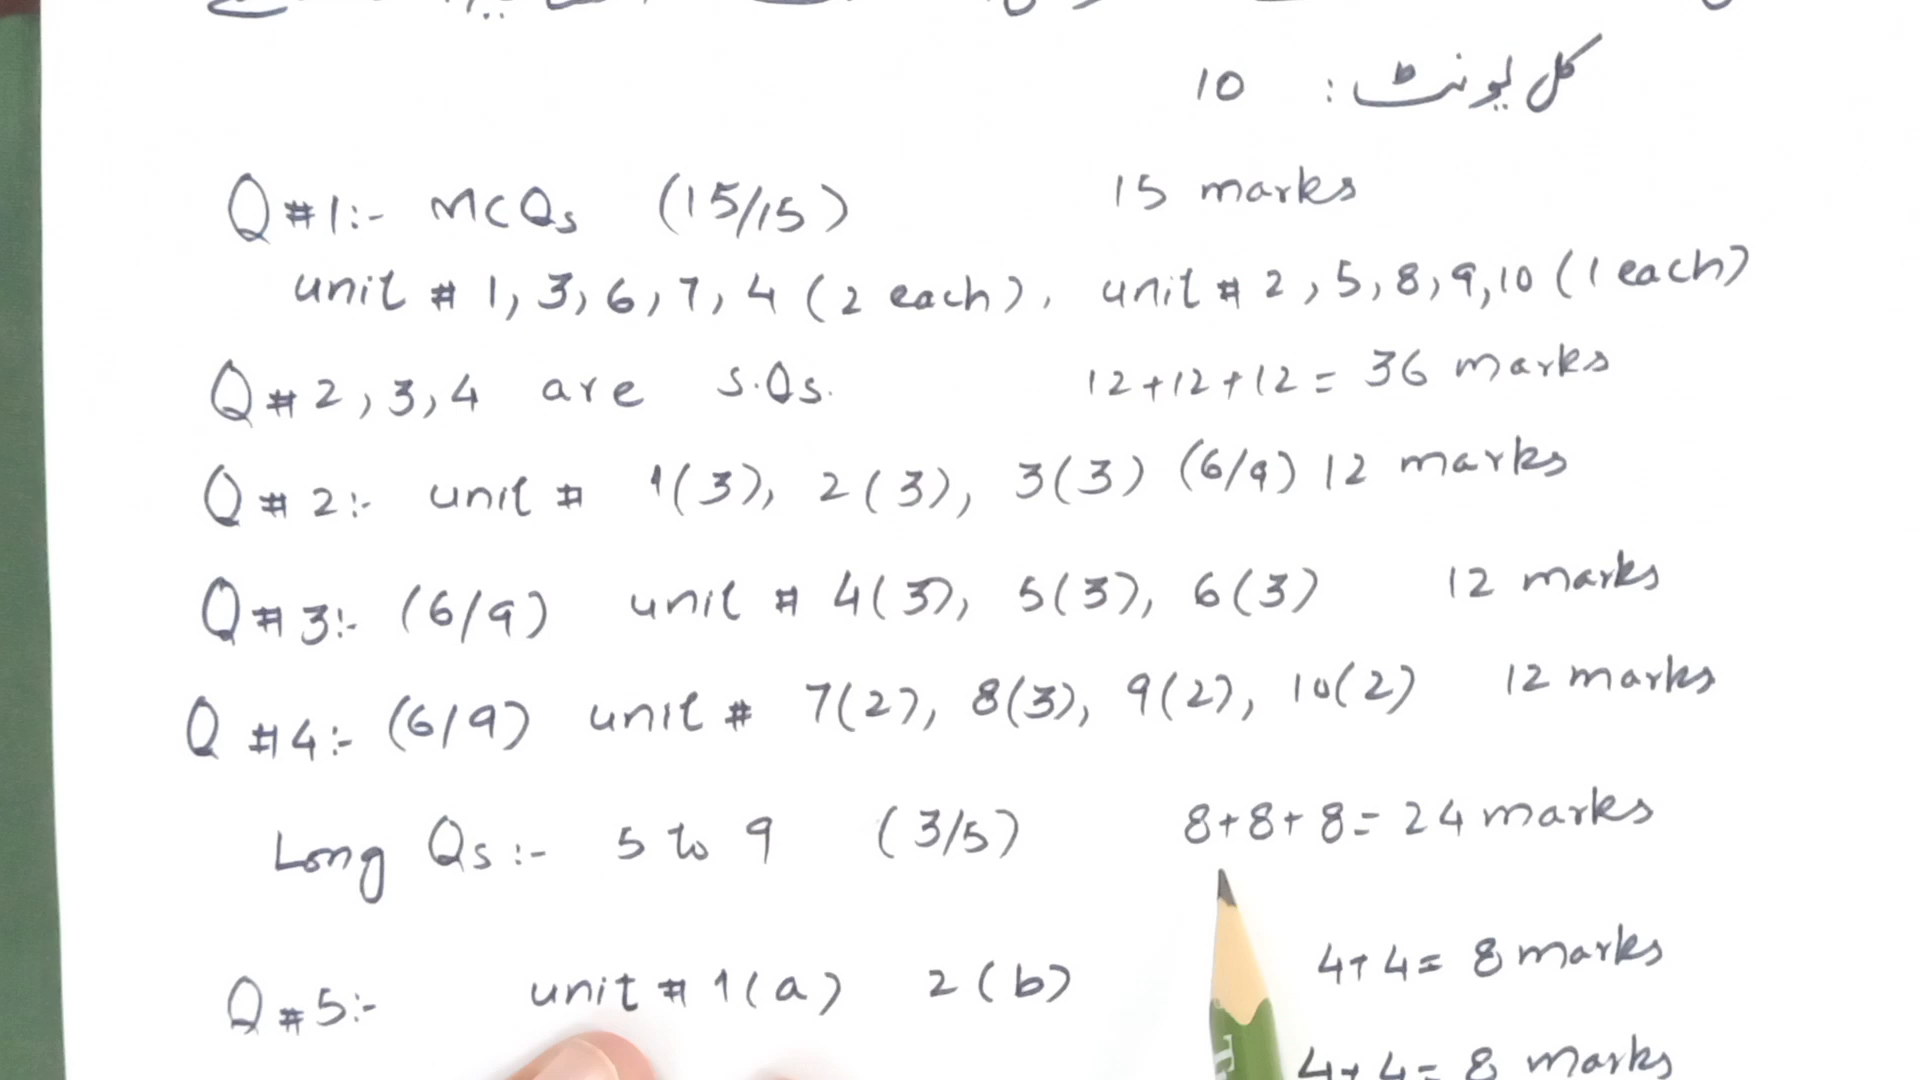 کل یونٹ : 10
Q#1:- MCQs (15/15) 15 marks
unit # 1, 3, 6, 7, 4 (2 each), unit # 2, 5, 8, 9, 10 (1 each)
Q#2, 3, 4 are S.Qs. 12+12+12 = 36 marks
Q#2:- unit # 1(3), 2(3), 3(3) (6/9) 12 marks
Q#3:- (6/9) unit # 4(3), 5(3), 6(3) 12 marks
Q#4:- (6/9) unit # 7(2), 8(3), 9(2), 10(2) 12 marks
Long Qs:- 5 to 9 (3/5) 8+8+8= 24 marks
Q#5:- unit # 1(a) 2(b) 4+4= 8 marks
4+4= 8 marks